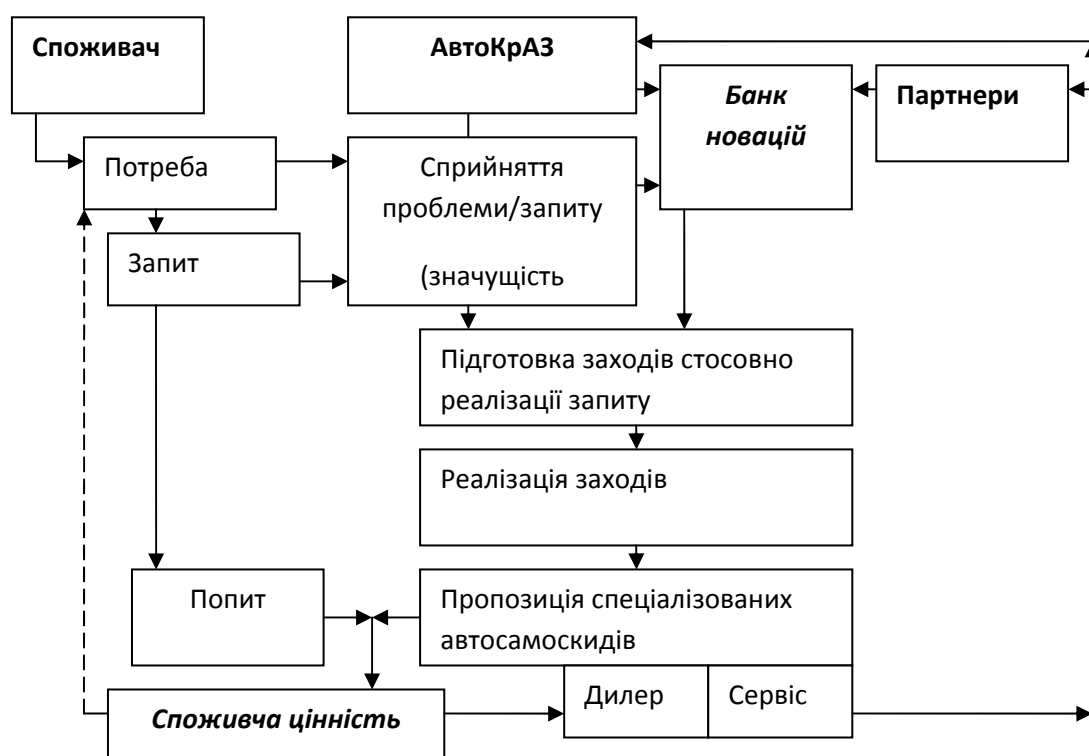 Споживач
АвтоКрАЗ
Банк
новацій
Партнери
Потреба
Сприйняття
проблеми/запиту
(значущість
Запит
Підготовка заходів стосовно
реалізації запиту
Реалізація заходів
Попит
Пропозиція спеціалізованих
автосамоскидів
Дилер
Сервіс
Споживча цінність